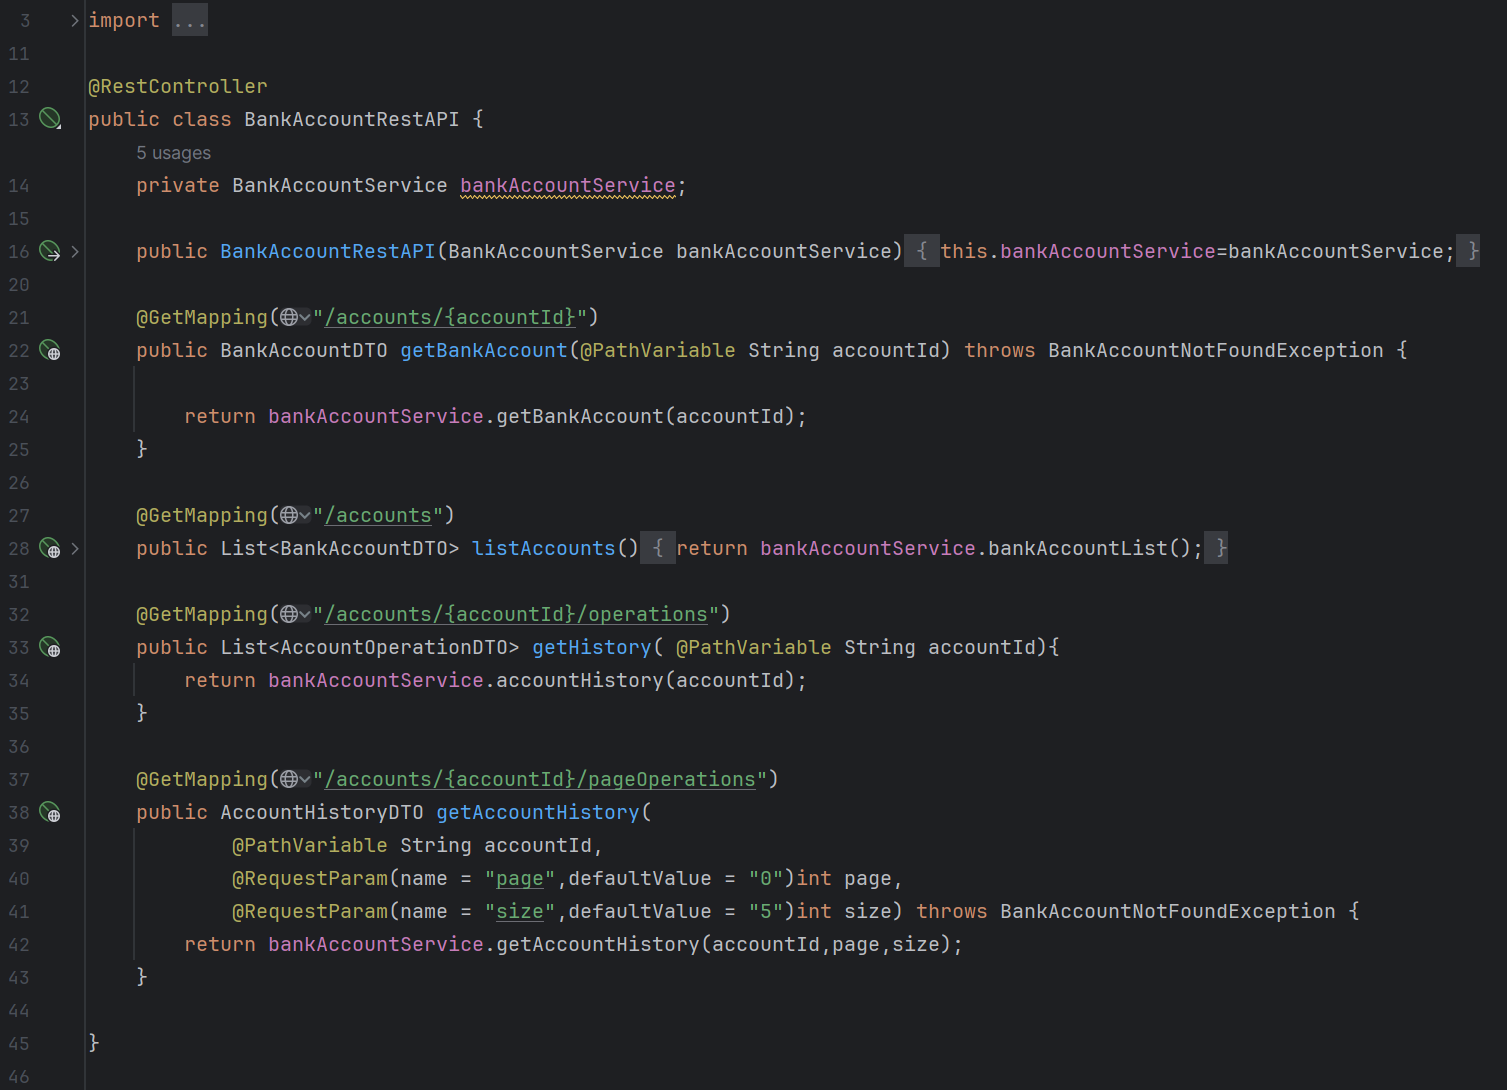 3 import ...
11
12 @RestController
13 public class BankAccountRestAPI {
5 usages
14 private BankAccountService bankAccountService;
15
16 public BankAccountRestAPI(BankAccountService bankAccountService) { this.bankAccountService=bankAccountService; }
20
21 @GetMapping("/accounts/{accountId}")
22 public BankAccountDTO getBankAccount(@PathVariable String accountId) throws BankAccountNotFoundException {
23
24 return bankAccountService.getBankAccount(accountId);
25 }
26
27 @GetMapping("/accounts")
28 public List<BankAccountDTO> listAccounts() { return bankAccountService.bankAccountList(); }
31
32 @GetMapping("/accounts/{accountId}/operations")
33 public List<AccountOperationDTO> getHistory( @PathVariable String accountId){
34 return bankAccountService.accountHistory(accountId);
35 }
36
37 @GetMapping("/accounts/{accountId}/pageOperations")
38 public AccountHistoryDTO getAccountHistory(
39 @PathVariable String accountId,
40 @RequestParam(name = "page",defaultValue = "0")int page,
41 @RequestParam(name = "size",defaultValue = "5")int size) throws BankAccountNotFoundException {
42 return bankAccountService.getAccountHistory(accountId,page,size);
43 }
44
45 }
46